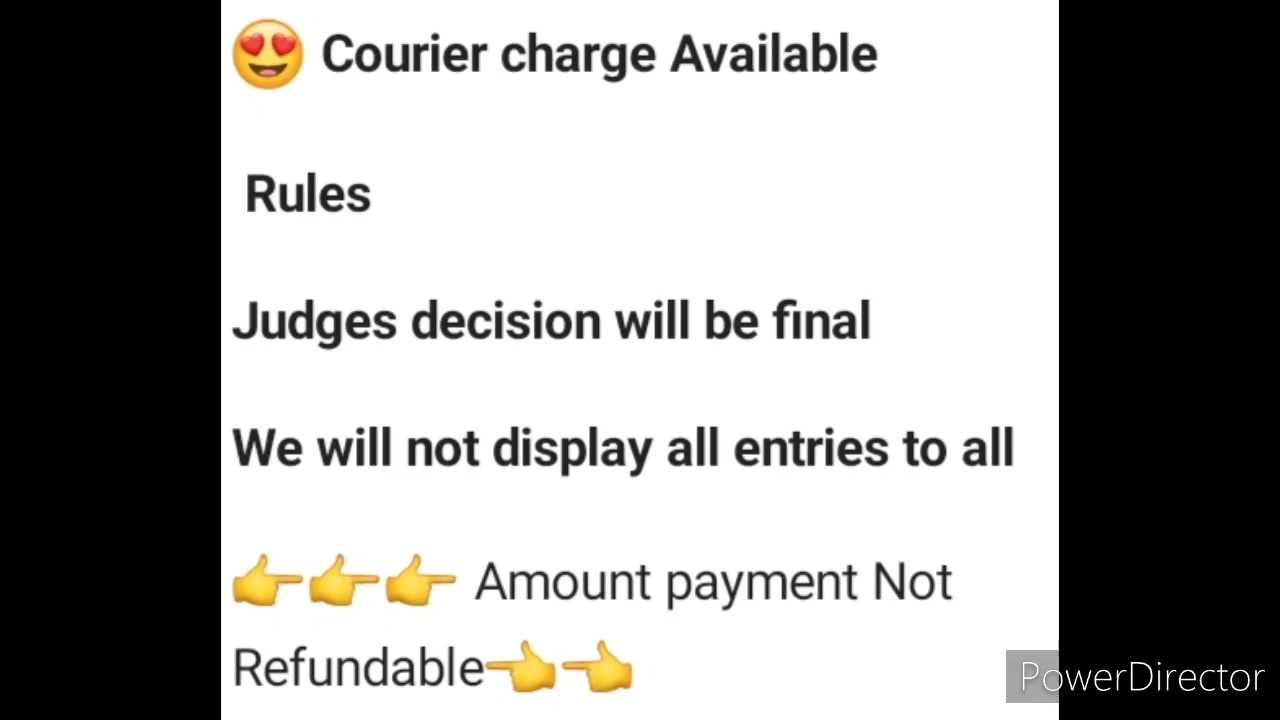 😍 Courier charge Available
Rules
Judges decision will be final
We will not display all entries to all
👉👉👉 Amount payment Not
Refundable👈👈
PowerDirector